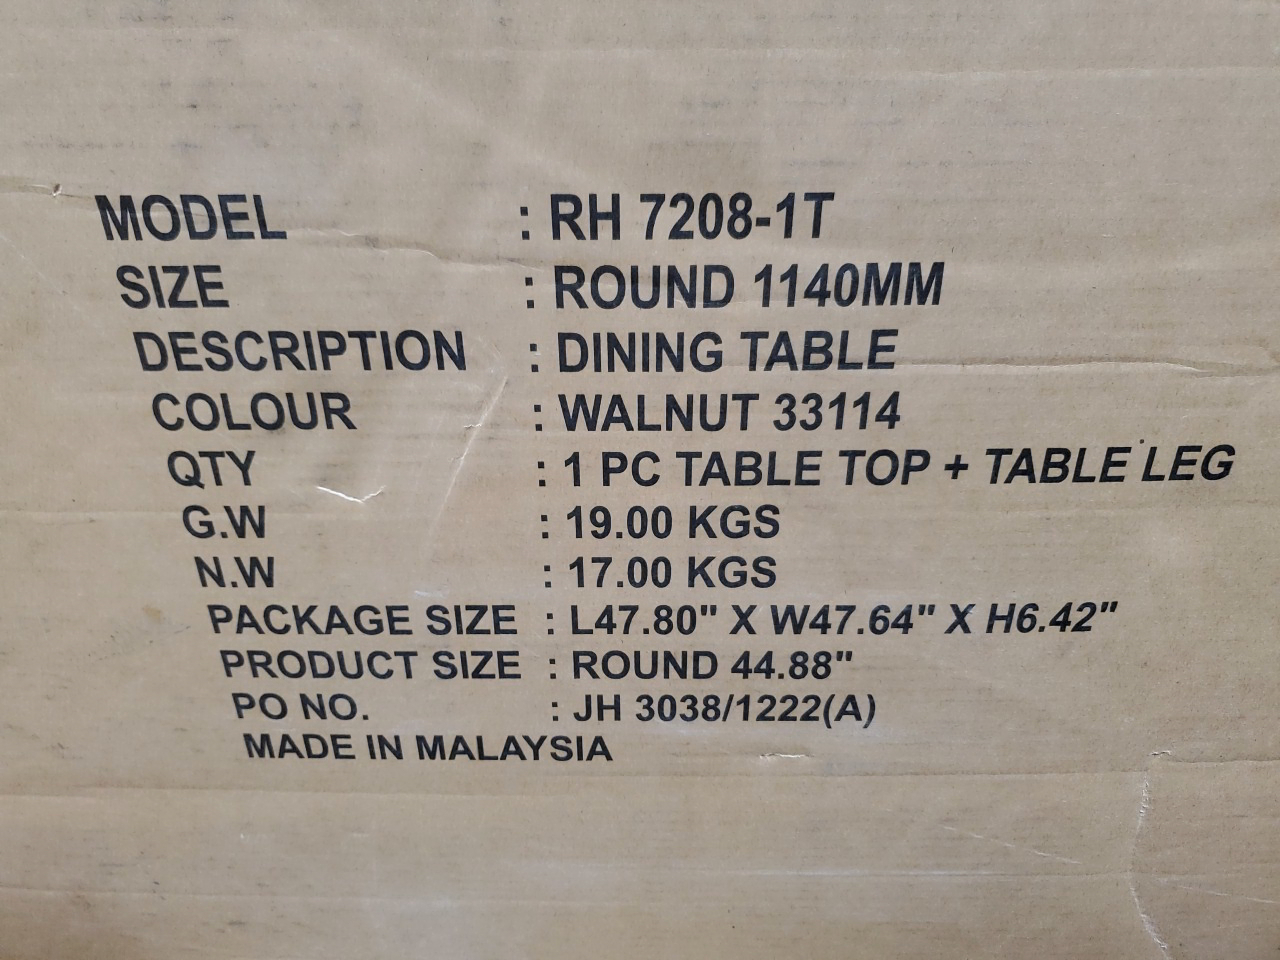 MODEL : RH 7208-1T
SIZE : ROUND 1140MM
DESCRIPTION : DINING TABLE
COLOUR : WALNUT 33114
QTY : 1 PC TABLE TOP + TABLE LEG
G.W : 19.00 KGS
N.W : 17.00 KGS
PACKAGE SIZE : L47.80" X W47.64" X H6.42"
PRODUCT SIZE : ROUND 44.88"
PO NO. : JH 3038/1222(A)
MADE IN MALAYSIA